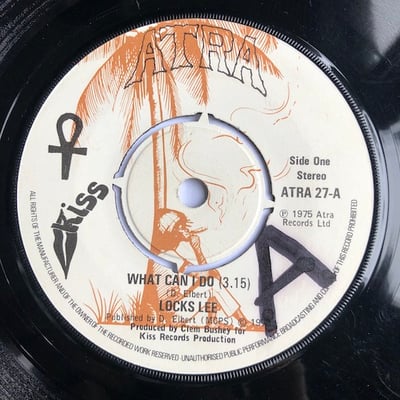 ATRA
Kiss
Side One
Stereo
ATRA 27-A
℗ 1975 Atra
Records Ltd
WHAT CAN I DO (3.15)
(D. Elbert)
LOCKS LEE
Published by D. Elbert (MCPS) © 19
Produced by Clem Bushey for
Kiss Records Production
A
ALL RIGHTS OF THE MANUFACTURER AND OF THE OWNER OF THE RECORDED WORK RESERVED - UNAUTHORISED PUBLIC PERFORMANCE, BROADCASTING AND COPYING OF THIS RECORD PROHIBITED